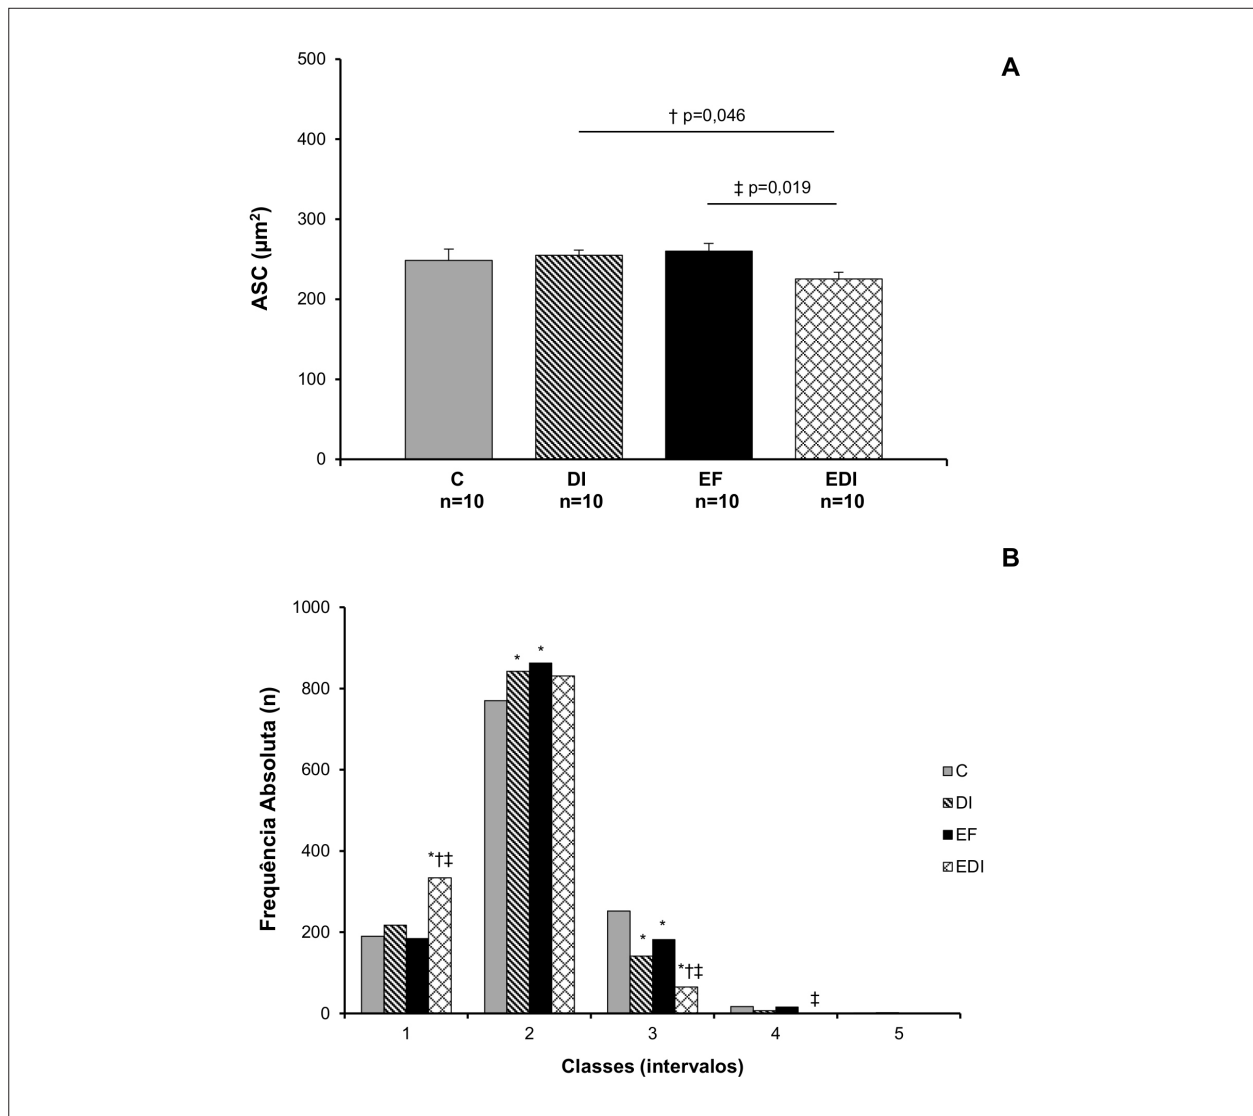 A
500
400
300
200
100
0
ASC (µm²)
† p=0,046
‡ p=0,019
C DI EF EDI
n=10 n=10 n=10 n=10
B
1000
800
600
400
200
0
Frequência Absoluta (n)
*†‡
* *
* *
*†‡
‡
1 2 3 4 5
Classes (intervalos)
C
DI
EF
EDI